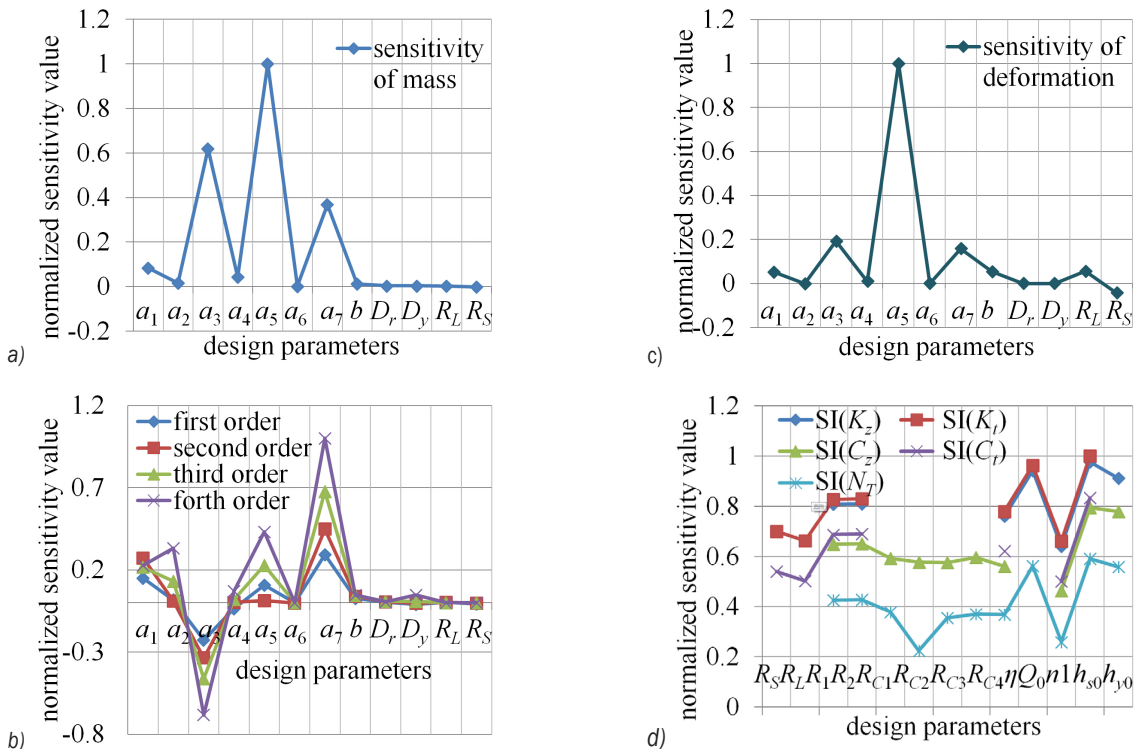 normalized sensitivity value
1.2
1
0.8
0.6
0.4
0.2
0
-0.2
sensitivity
of mass
a1 a2 a3 a4 a5 a6 a7 b Dr Dy RL RS
design parameters
a)
normalized sensitivity value
1.2
1
0.8
0.6
0.4
0.2
0
-0.2
sensitivity of
deformation
a1 a2 a3 a4 a5 a6 a7 b Dr Dy RL RS
design parameters
c)
normalized sensitivity value
1.2
0.7
0.2
-0.3
-0.8
first order
second order
third order
forth order
a1 a2 a3 a4 a5 a6 a7 b Dr Dy RL RS
design parameters
b)
normalized sensitivity value
1.2
1
0.8
0.6
0.4
0.2
0
SI(Kz) SI(Kt)
SI(Cz) SI(Ct)
SI(NT)
RS RL R1 R2 RC1 RC2 RC3 RC4 η Q0 n1 hs0 hy0
design parameters
d)